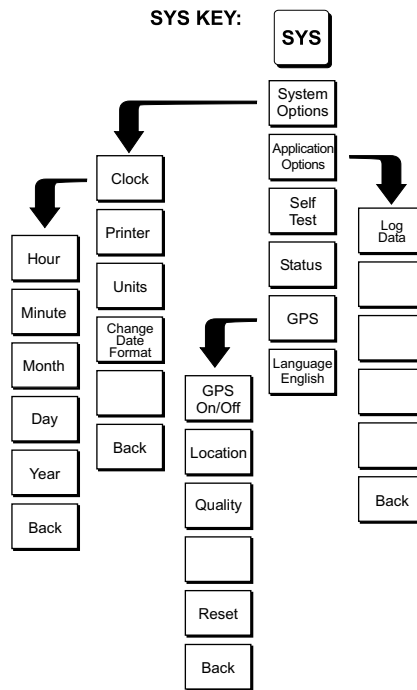 SYS KEY:
SYS
System
Options
Application
Options
Self
Test
Status
GPS
Language
English
Clock
Printer
Units
Change
Date
Format
Back
Hour
Minute
Month
Day
Year
Back
GPS
On/Off
Location
Quality
Reset
Back
Log
Data
Back